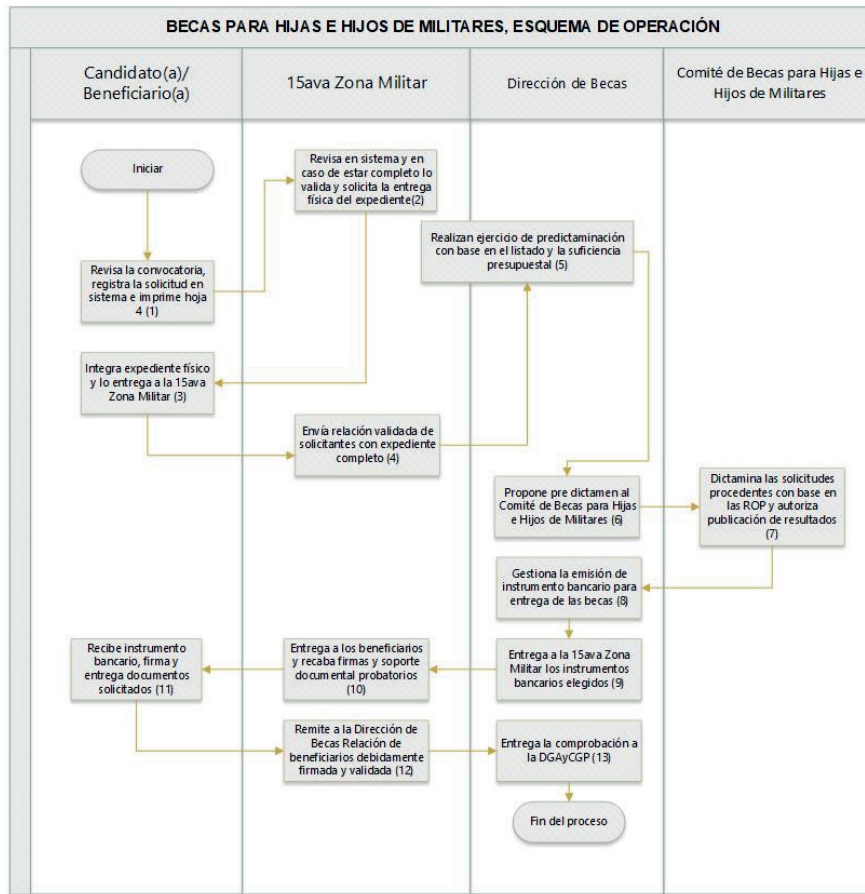 BECAS PARA HIJAS E HIJOS DE MILITARES, ESQUEMA DE OPERACIÓN
Candidato(a)/
Beneficiario(a)
15ava Zona Militar
Dirección de Becas
Comité de Becas para Hijas e
Hijos de Militares
Iniciar
Revisa la convocatoria,
registra la solicitud en
sistema e imprime hoja
4 (1)
Revisa en sistema y en
caso de estar completo lo
valida y solicita la entrega
física del expediente(2)
Integra expediente físico
y lo entrega a la 15ava
Zona Militar (3)
Envía relación validada de
solicitantes con expediente
completo (4)
Realizan ejercicio de predictaminación
con base en el listado y la suficiencia
presupuestal (5)
Propone pre dictamen al
Comité de Becas para Hijas
e Hijos de Militares (6)
Dictamina las solicitudes
procedentes con base en
las ROP y autoriza
publicación de resultados
(7)
Gestiona la emisión de
instrumento bancario para
entrega de las becas (8)
Entrega a la 15ava Zona
Militar los instrumentos
bancarios elegidos (9)
Entrega a los beneficiarios
y recaba firmas y soporte
documental probatorios
(10)
Recibe instrumento
bancario, firma y
entrega documentos
solicitados (11)
Remite a la Dirección de
Becas Relación de
beneficiarios debidamente
firmada y validada (12)
Entrega la comprobación a
la DGAyCGP (13)
Fin del proceso